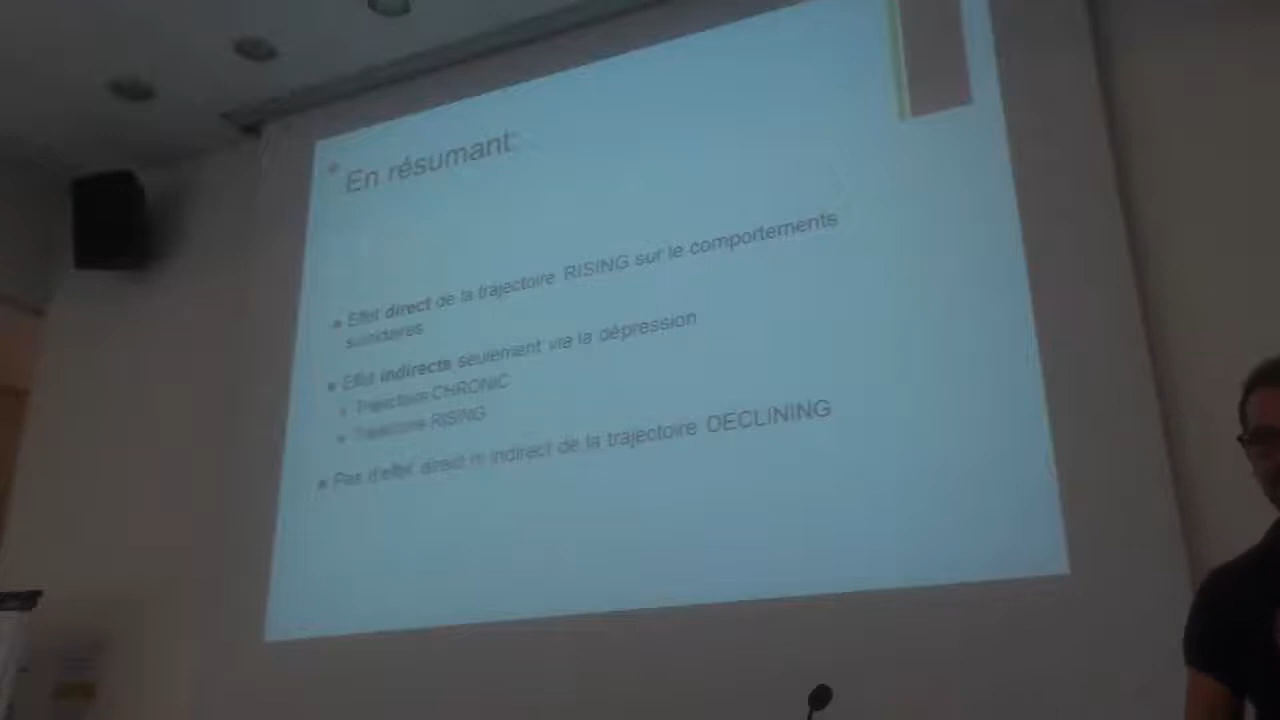 En résumant:
Effet direct de la trajectoire RISING sur le comportements
suicidaires
Effet indirects seulement via la dépression
Trajectoire CHRONIC
Trajectoire RISING
Pas d'effet direct ni indirect de la trajectoire DECLINING